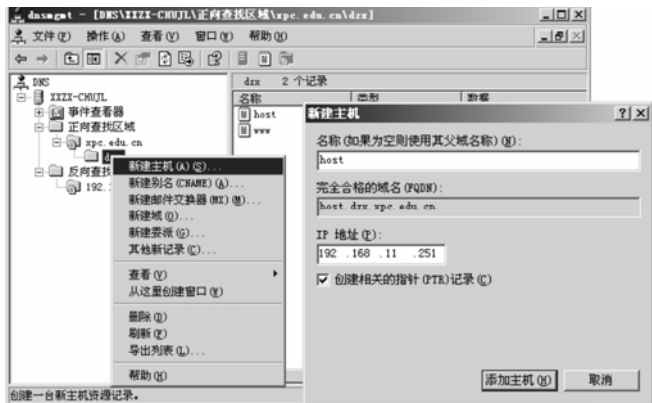 dnsmgmt - [DNS\XXZX-CHUJL\正向查找区域\xpc.edu.cn\dzx]
文件(F) 操作(A) 查看(V) 窗口(W) 帮助(H)
DNS
XXZX-CHUJL
事件查看器
正向查找区域
xpc.edu.cn
d
反向查找
192.
dzx 2 个记录
名称 类型 数据
host
www
新建主机(A)(S)...
新建别名(CNAME)(A)...
新建邮件交换器(MX)(M)...
新建域(O)...
新建委派(G)...
其他新记录(C)...
查看(V)
从这里创建窗口(W)
删除(D)
刷新(F)
导出列表(L)...
帮助(H)
创建一台新主机资源记录。
新建主机
名称(如果为空则使用其父域名称)(N):
host
完全合格的域名(FQDN):
host.dzx.xpc.edu.cn.
IP 地址(P):
192 .168 .11 .251
创建相关的指针(PTR)记录(C)
添加主机(H) 取消